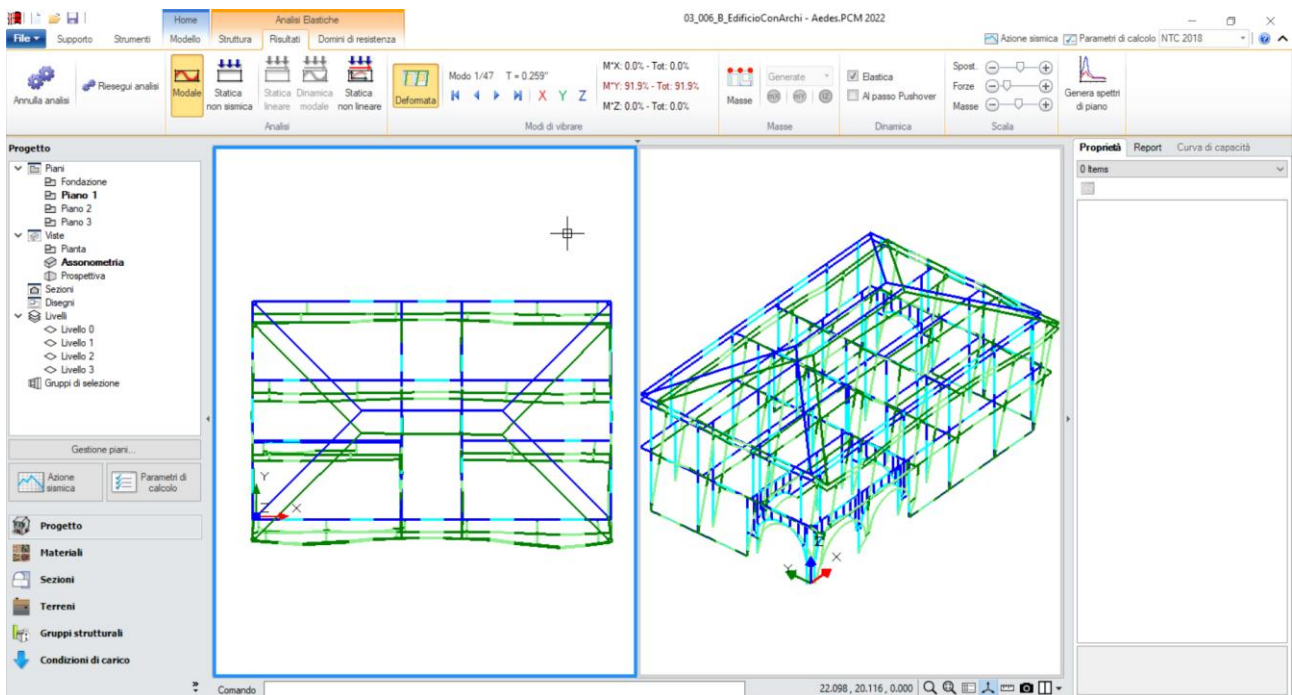 03_006_B_EdificioConArchi - Aedes.PCM 2022
Home
Analisi Elastiche
File
Supporto
Strumenti
Modello
Struttura
Risultati
Domini di resistenza
Azione sismica
Parametri di calcolo
NTC 2018
Annulla analisi
Riesegui analisi
Modale
Statica
non sismica
Statica
lineare
Dinamica
modale
Statica
non lineare
Analisi
Deformata
Modo 1/47 T = 0.259"
X Y Z
M*X: 0.0% - Tot: 0.0%
M*Y: 91.9% - Tot: 91.9%
M*Z: 0.0% - Tot: 0.0%
Modi di vibrare
Masse
Generate
Masse
Elastica
Al passo Pushover
Dinamica
Spost.
Forze
Masse
Scala
Genera spettri
di piano
Progetto
Piani
Fondazione
Piano 1
Piano 2
Piano 3
Viste
Pianta
Assonometria
Prospettiva
Sezioni
Disegni
Livelli
Livello 0
Livello 1
Livello 2
Livello 3
Gruppi di selezione
Gestione piani...
Azione
sismica
Parametri di
calcolo
Progetto
Materiali
Sezioni
Terreni
Gruppi strutturali
Condizioni di carico
Y
Z
X
Z
Y
X
Proprietà
Report
Curva di capacità
0 Items
Comando
22.098 , 20.116 , 0.000